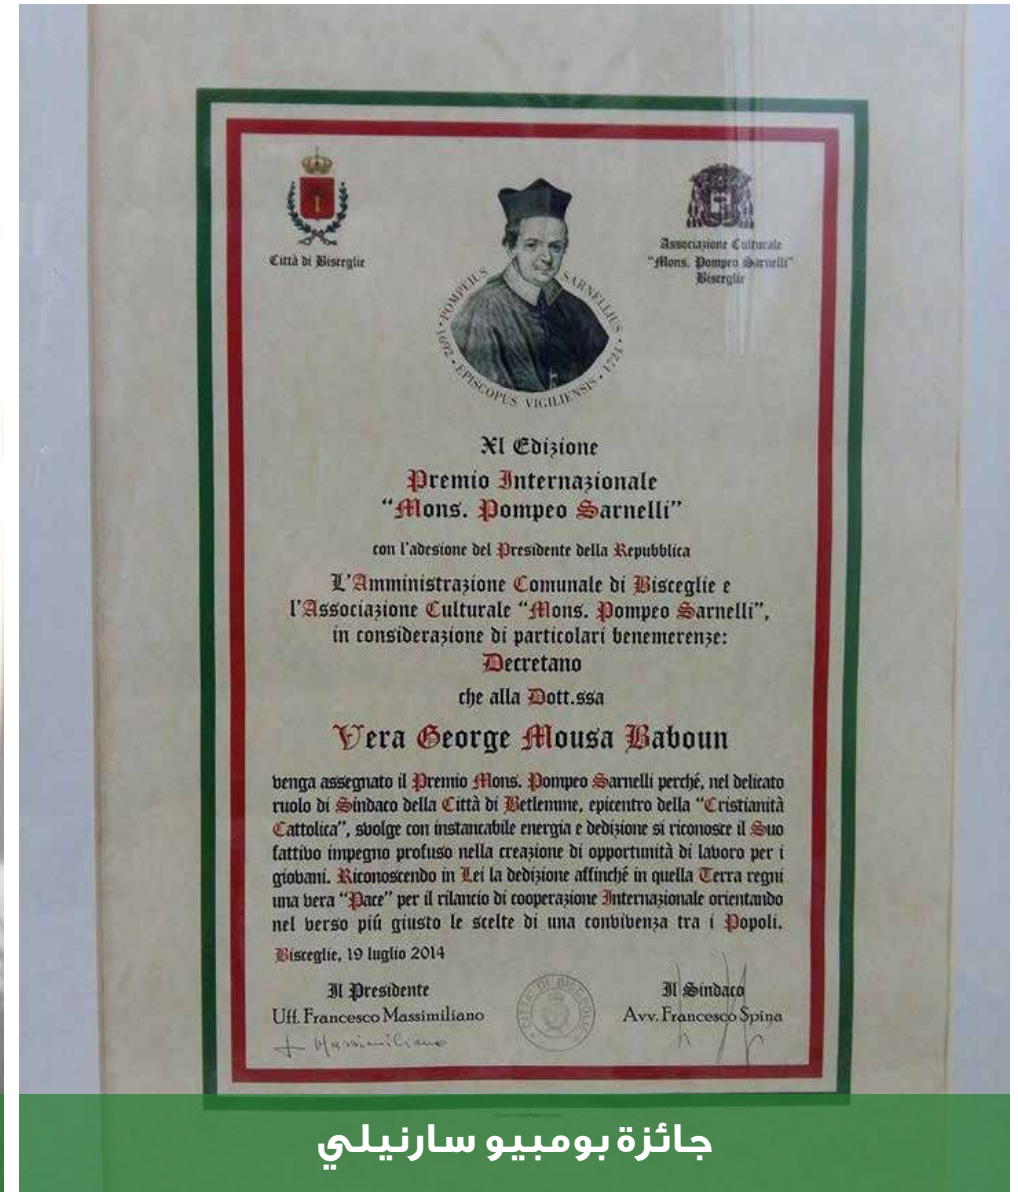 Città di Bisceglie
Associazione Culturale
"Mons. Pompeo Sarnelli"
Bisceglie
POMPEIUS SARNELLIUS
1692 • EPISCOPUS VIGILIENSIS • 1724
XI Edizione
Premio Internazionale
"Mons. Pompeo Sarnelli"
con l'adesione del Presidente della Repubblica
L'Amministrazione Comunale di Bisceglie e
l'Associazione Culturale "Mons. Pompeo Sarnelli",
in considerazione di particolari benemerenze:
Decretano
che alla Dott.ssa
Vera George Mousa Baboun
venga assegnato il Premio Mons. Pompeo Sarnelli perché, nel delicato
ruolo di Sindaco della Città di Betlemme, epicentro della "Cristianità
Cattolica", svolge con instancabile energia e dedizione si riconosce il Suo
fattivo impegno profuso nella creazione di opportunità di lavoro per i
giovani. Riconoscendo in Lei la dedizione affinché in quella Terra regni
una vera "Pace" per il rilancio di cooperazione Internazionale orientando
nel verso piú giusto le scelte di una convivenza tra i Popoli.
Bisceglie, 19 luglio 2014
Il Presidente
Uff. Francesco Massimiliano
Il Sindaco
Avv. Francesco Spina
CITTÀ DI BISCEGLIE
جائزة بومبيو سارنيلي